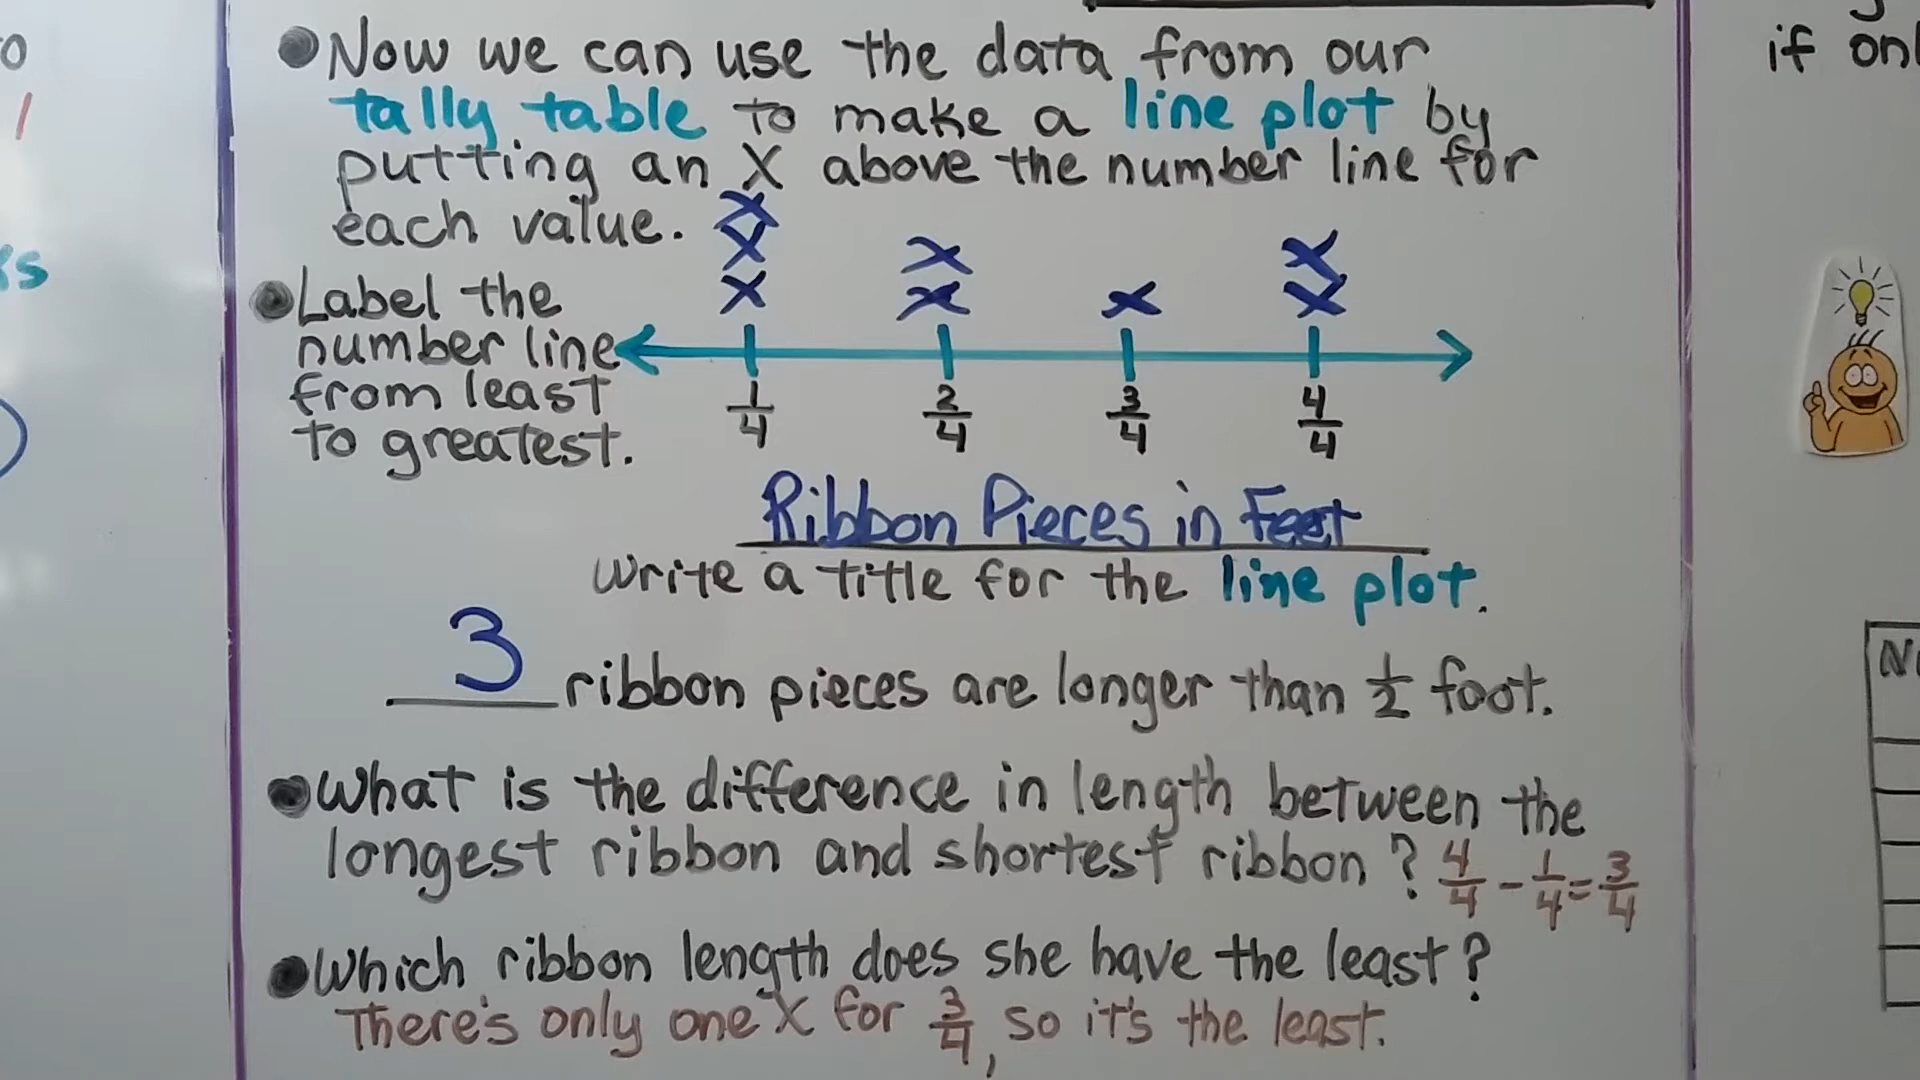 Now we can use the data from our
tally table to make a line plot by
putting an X above the number line for
each value.
X
X X X
X X X X
Label the
number line
from least
to greatest.
1/4 2/4 3/4 4/4
Ribbon Pieces in Feet
Write a title for the line plot.
3 ribbon pieces are longer than 1/2 foot.
What is the difference in length between the
longest ribbon and shortest ribbon? 4/4 - 1/4 = 3/4
Which ribbon length does she have the least?
There's only one X for 3/4, so it's the least.
if